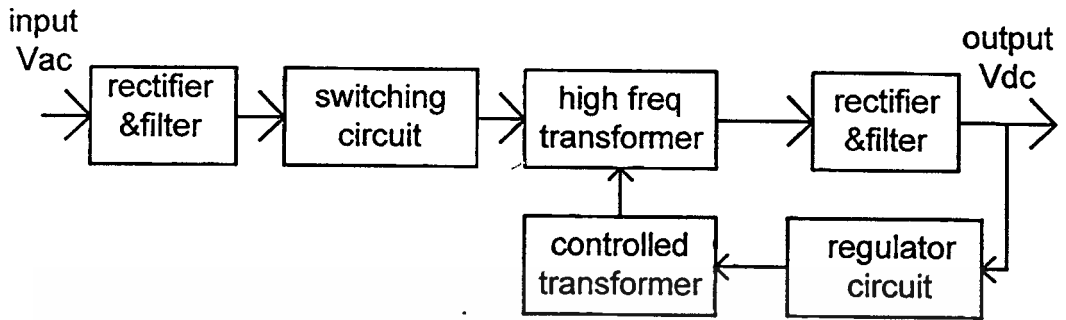 input
Vac
rectifier
&filter
switching
circuit
high freq
transformer
rectifier
&filter
output
Vdc
controlled
transformer
regulator
circuit